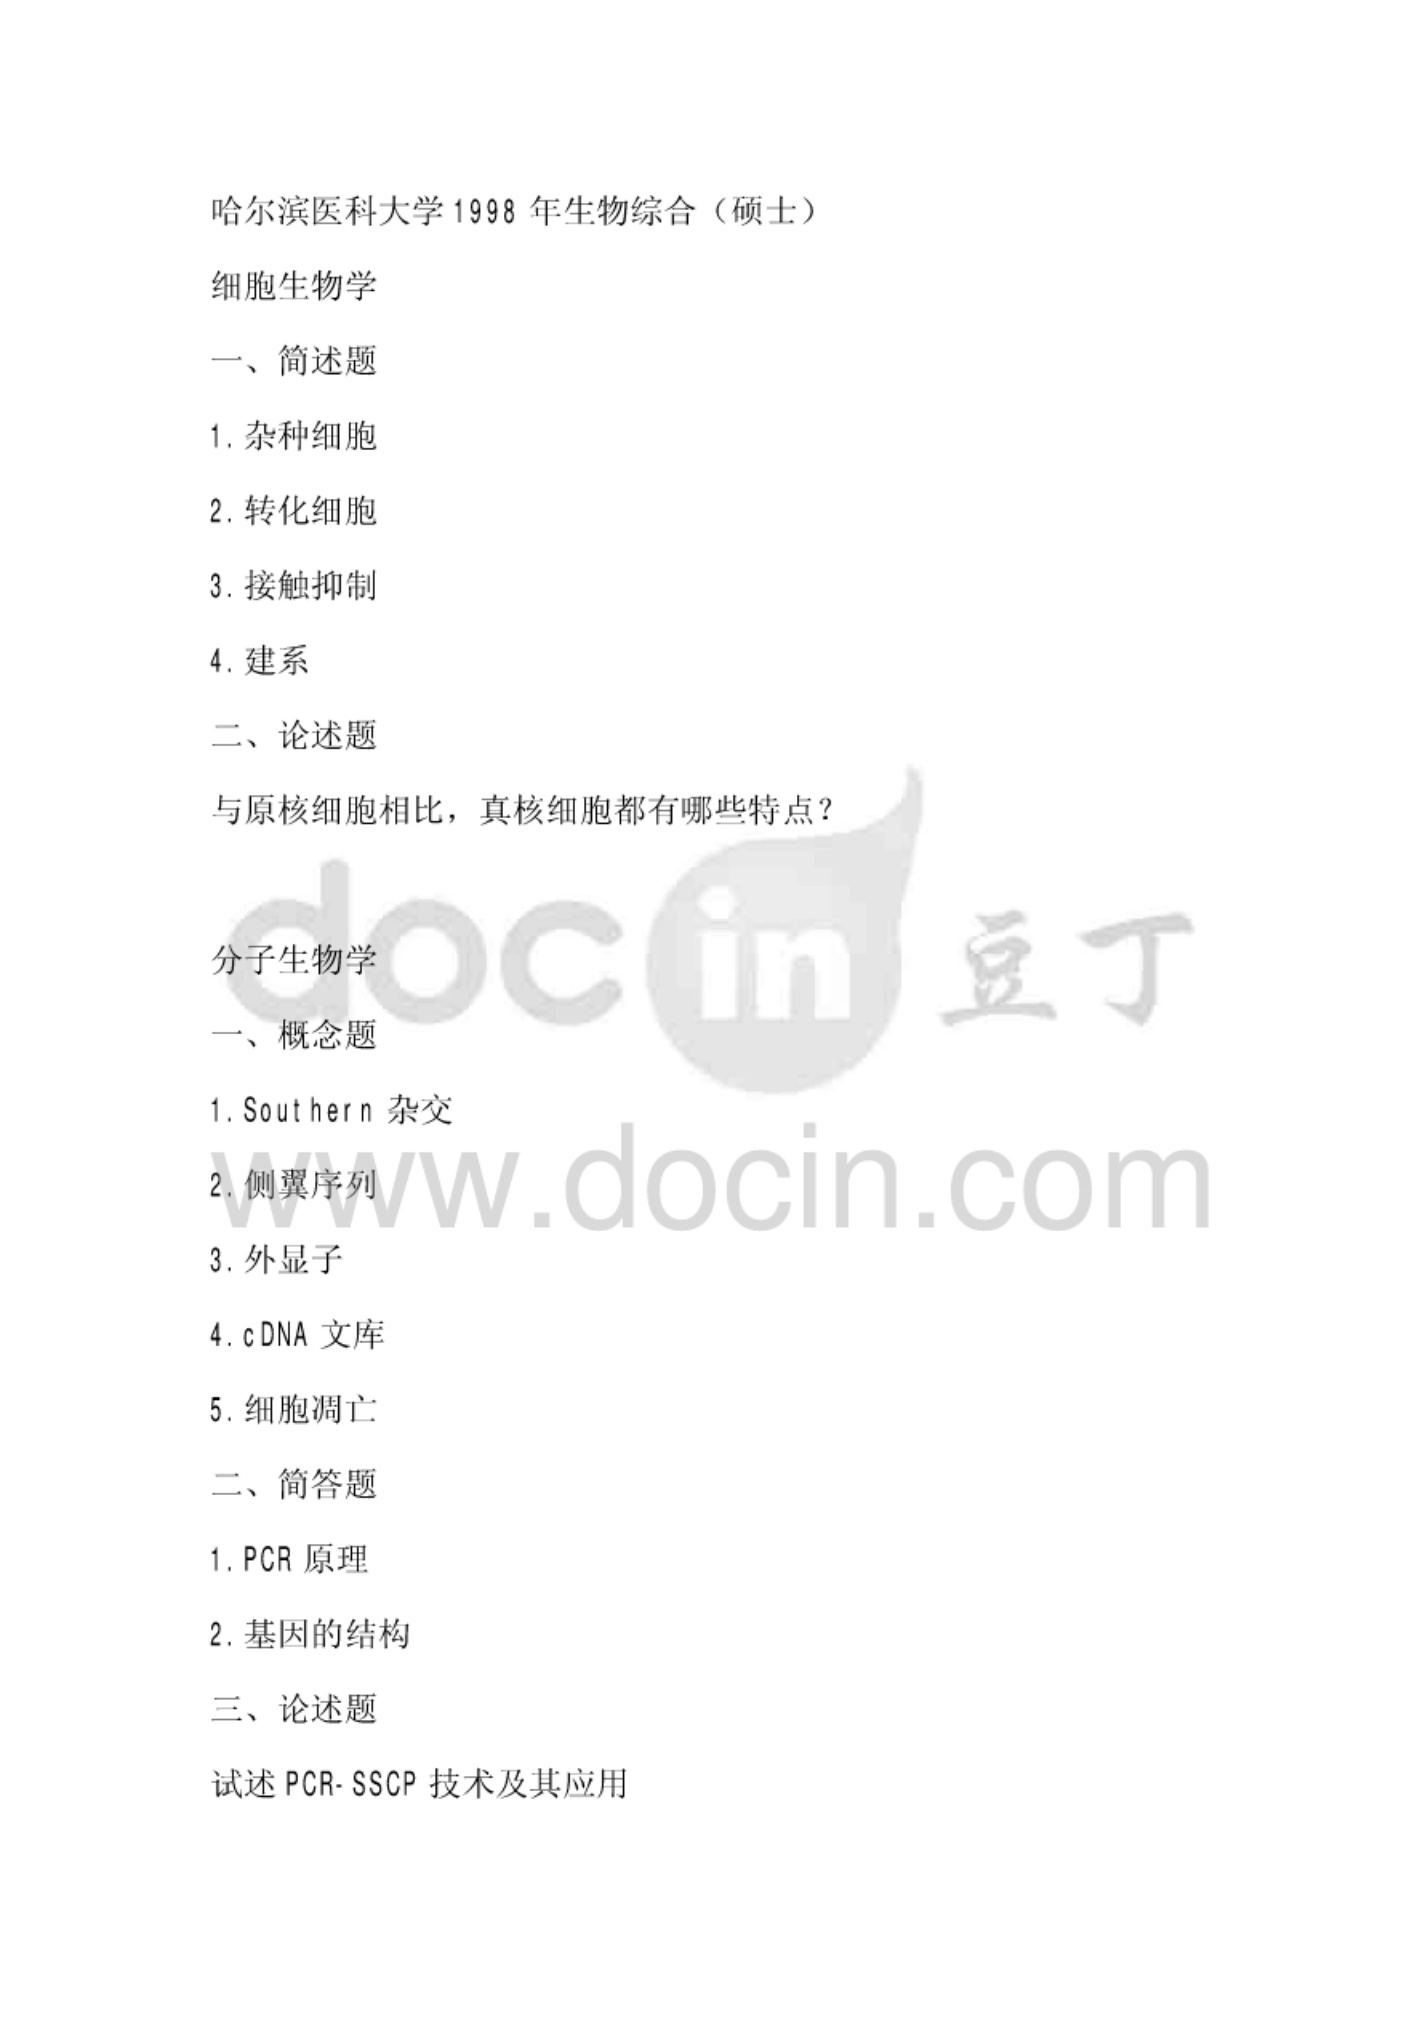 哈尔滨医科大学1998 年生物综合（硕士）
细胞生物学
一、简述题
1.杂种细胞
2.转化细胞
3.接触抑制
4.建系
二、论述题
与原核细胞相比，真核细胞都有哪些特点？
docin 豆丁
分子生物学
一、概念题
1.Southern 杂交
www.docin.com
2.侧翼序列
3.外显子
4.cDNA 文库
5.细胞凋亡
二、简答题
1.PCR 原理
2.基因的结构
三、论述题
试述 PCR-SSCP 技术及其应用